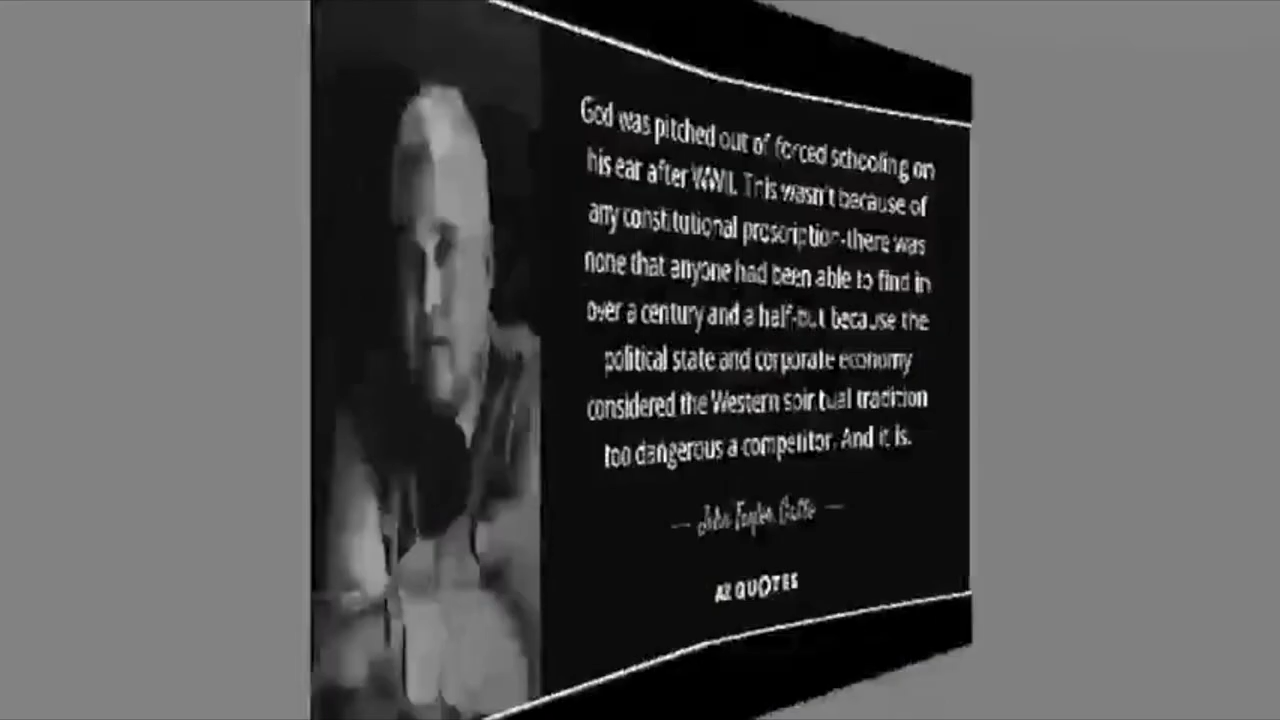 God was pitched out of forced schooling on
his ear after WWII. This wasn't because of
any constitutional proscription-there was
none that anyone had been able to find in
over a century and a half-but because the
political state and corporate economy
considered the Western spiritual tradition
too dangerous a competitor. And it is.
— John Taylor Gatto —
AZ QUOTES